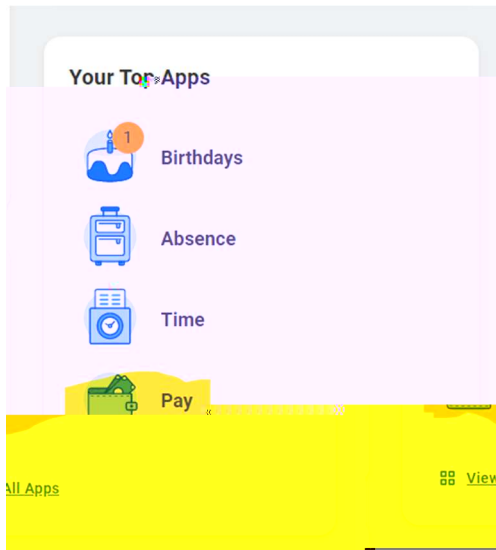 Your Top Apps
1
Birthdays
Absence
Time
Pay
All Apps
View